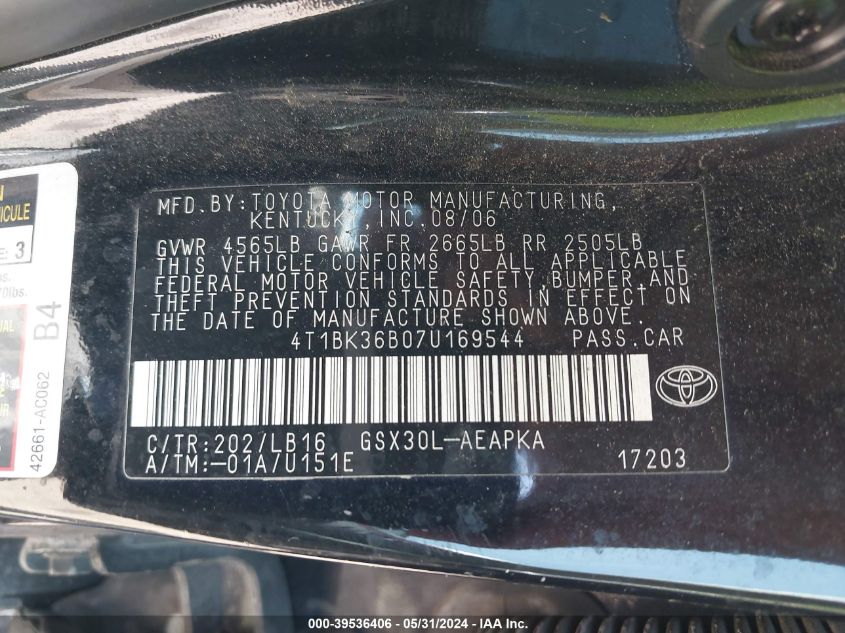 MFD.BY:TOYOTA MOTOR MANUFACTURING,
KENTUCKY, INC.08/06
GVWR 4565LB GAWR FR 2665LB RR 2505LB
THIS VEHICLE CONFORMS TO ALL APPLICABLE
FEDERAL MOTOR VEHICLE SAFETY, BUMPER,AND
THEFT PREVENTION STANDARDS IN EFFECT ON
THE DATE OF MANUFACTURE SHOWN ABOVE.
4T1BK36B07U169544 PASS.CAR
C/TR:202/LB16 GSX30L-AEAPKA
A/TM:-01A/U151E 17203
3
B4
42661-AC062
000-39536406 - 05/31/2024 - IAA Inc.